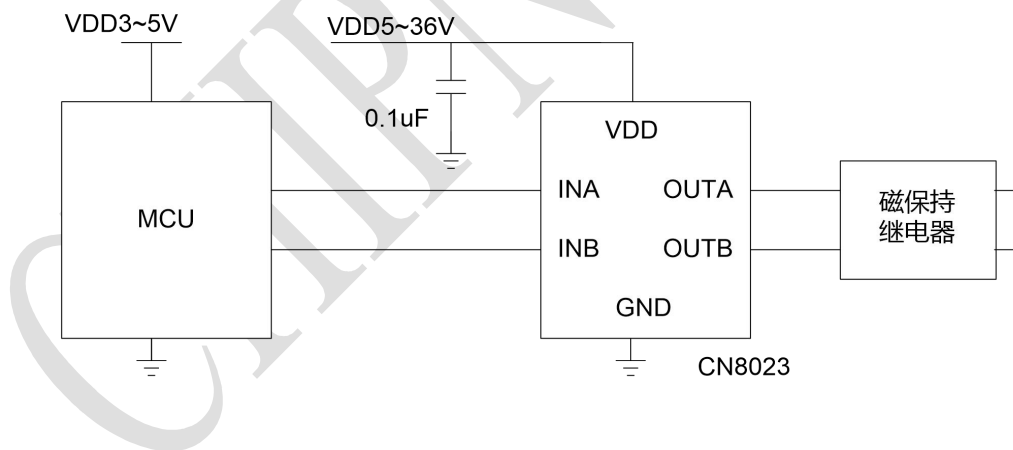 VDD3~5V
VDD5~36V
0.1uF
MCU
VDD
INA
OUTA
INB
OUTB
GND
CN8023
磁保持
继电器